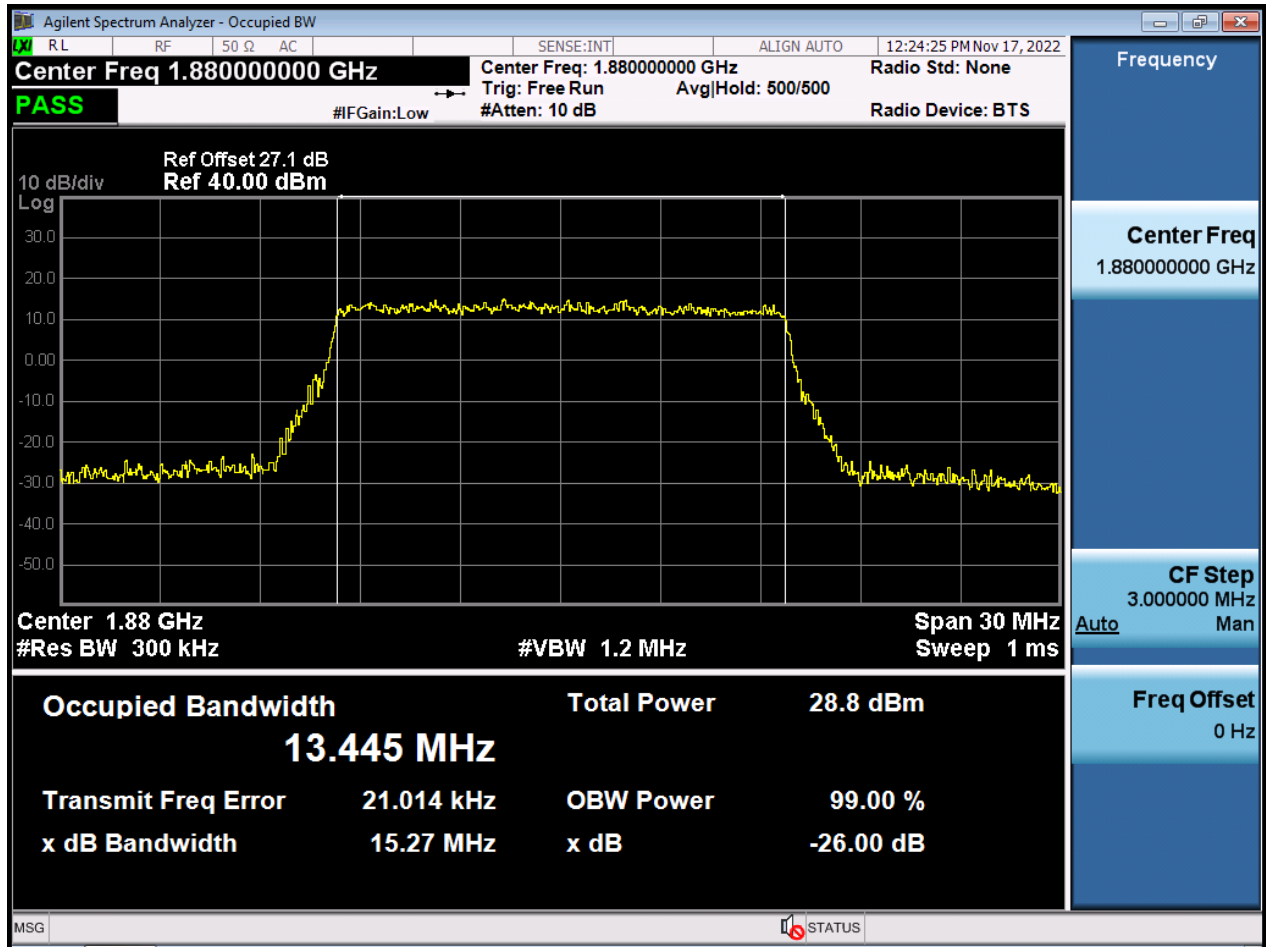 Agilent Spectrum Analyzer - Occupied BW
LXI RL RF 50 Ω AC SENSE:INT ALIGN AUTO 12:24:25 PM Nov 17, 2022
Center Freq 1.880000000 GHz
PASS
#IFGain:Low
Center Freq: 1.880000000 GHz
Trig: Free Run Avg|Hold: 500/500
#Atten: 10 dB
Radio Std: None
Radio Device: BTS
Ref Offset 27.1 dB
10 dB/div Ref 40.00 dBm
Log
30.0
20.0
10.0
0.00
-10.0
-20.0
-30.0
-40.0
-50.0
Center 1.88 GHz Span 30 MHz
#Res BW 300 kHz #VBW 1.2 MHz Sweep 1 ms
Occupied Bandwidth Total Power 28.8 dBm
13.445 MHz
Transmit Freq Error 21.014 kHz OBW Power 99.00 %
x dB Bandwidth 15.27 MHz x dB -26.00 dB
MSG STATUS
Frequency
Center Freq
1.880000000 GHz
CF Step
3.000000 MHz
Auto Man
Freq Offset
0 Hz